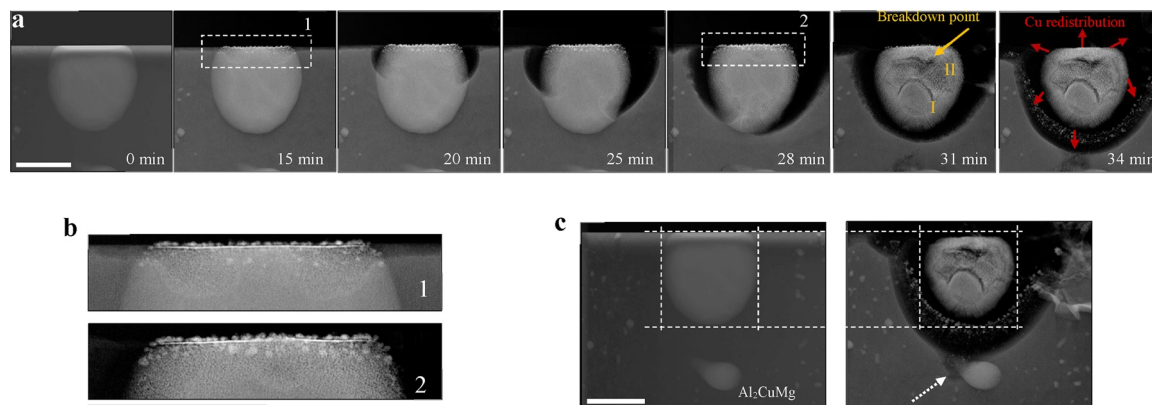 a
1
2
Breakdown point
II
I
Cu redistribution
0 min
15 min
20 min
25 min
28 min
31 min
34 min
b
1
2
c
Al₂CuMg